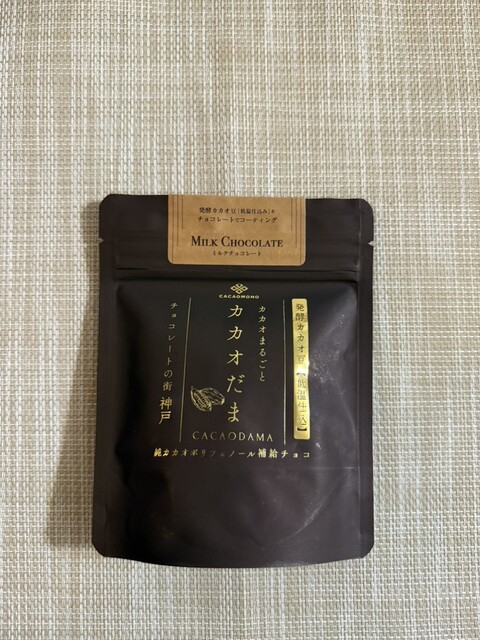 発酵カカオ豆[低温仕込み]を
チョコレートでコーティング
MILK CHOCOLATE
ミルクチョコレート
CACAOMONO
発酵カカオ豆【低温仕込】
カカオまるごと
カカオだま
チョコレートの街 神戸
CACAODAMA
純カカオポリフェノール補給チョコ